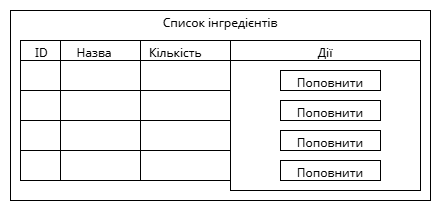 Список інгредієнтів
ID Назва Кількість Дії
Поповнити
Поповнити
Поповнити
Поповнити